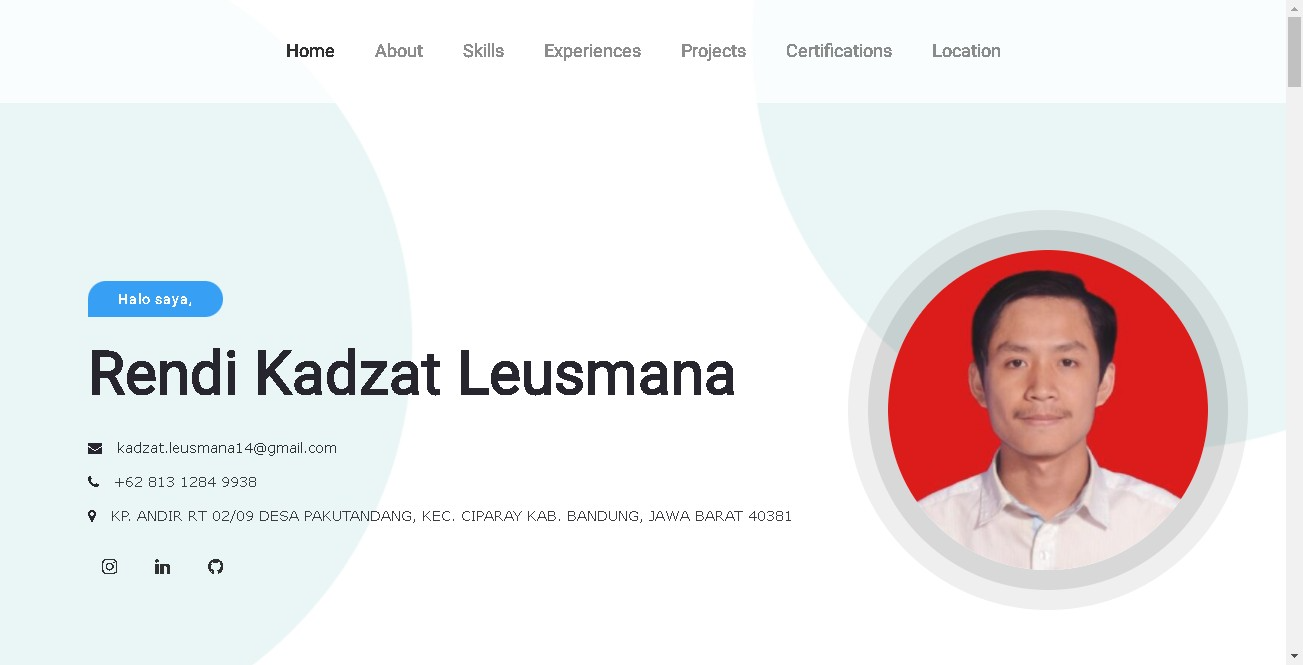 Home About Skills Experiences Projects Certifications Location
Halo saya,
Rendi Kadzat Leusmana
kadzat.leusmana14@gmail.com
+62 813 1284 9938
KP. ANDIR RT 02/09 DESA PAKUTANDANG, KEC. CIPARAY KAB. BANDUNG, JAWA BARAT 40381